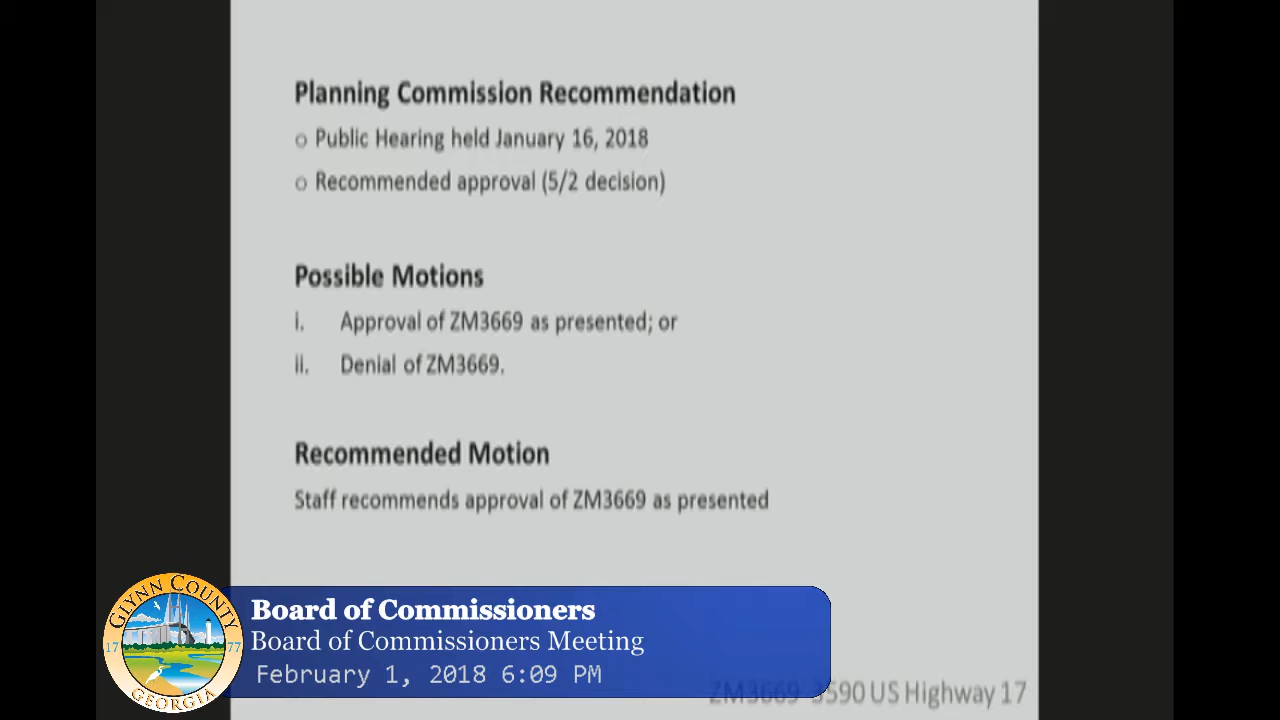 Planning Commission Recommendation
○ Public Hearing held January 16, 2018
○ Recommended approval (5/2 decision)
Possible Motions
i. Approval of ZM3669 as presented; or
ii. Denial of ZM3669.
Recommended Motion
Staff recommends approval of ZM3669 as presented
GLYNN COUNTY
1777
GEORGIA
Board of Commissioners
Board of Commissioners Meeting
February 1, 2018 6:09 PM
ZM3669 3590 US Highway 17